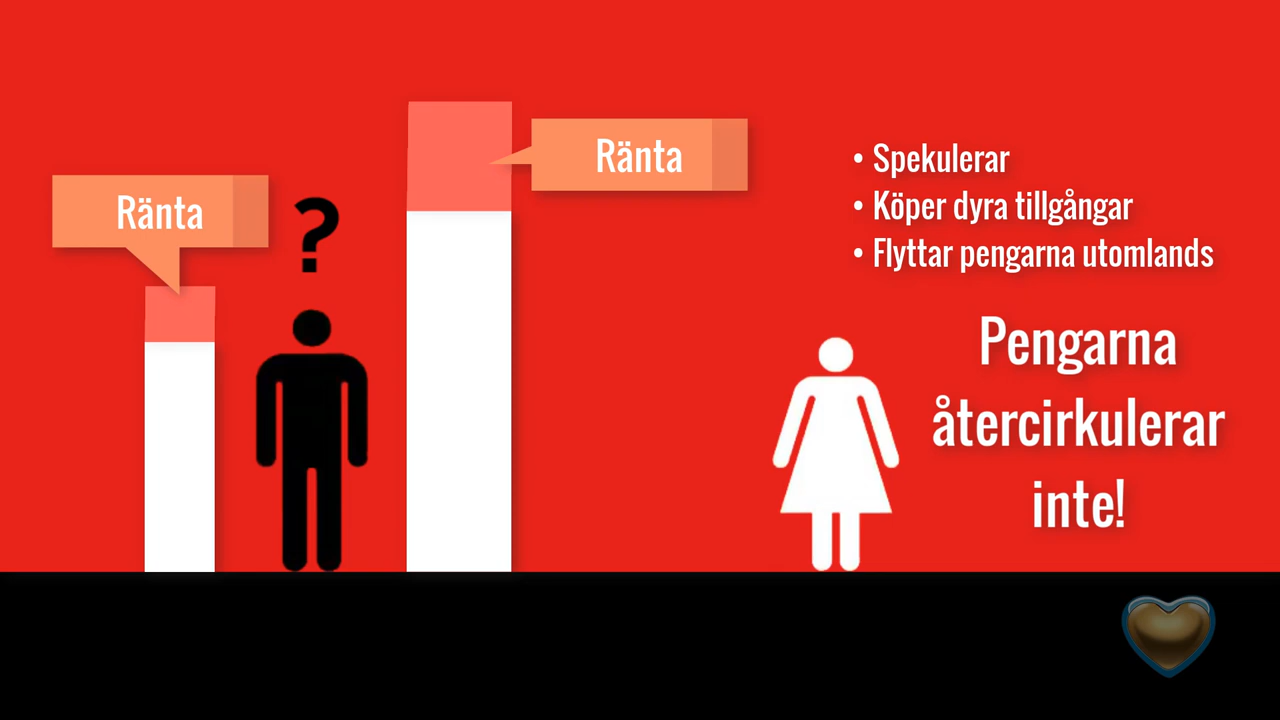 Ränta
?
Ränta
• Spekulerar
• Köper dyra tillgångar
• Flyttar pengarna utomlands
Pengarna
återcirkulerar
inte!